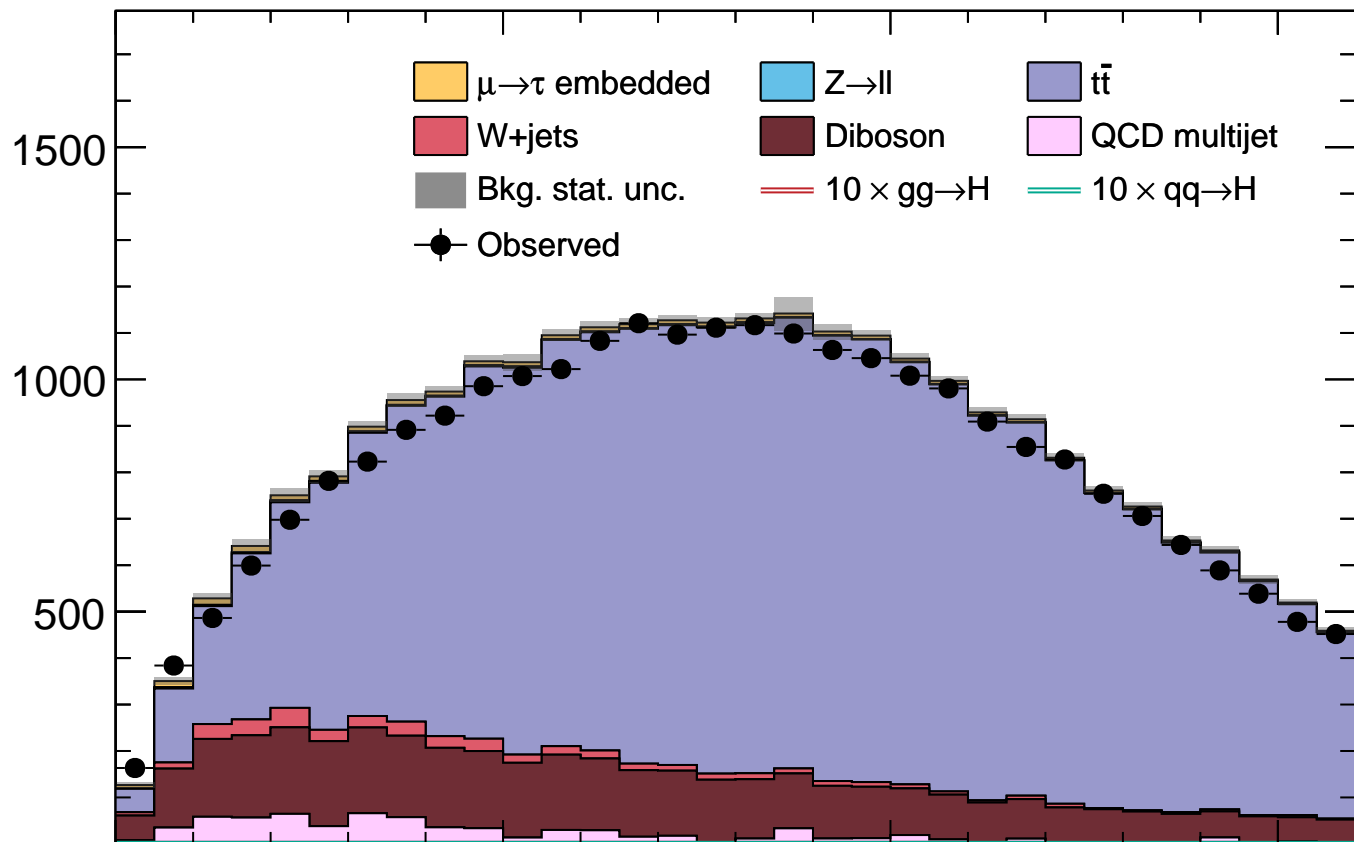 μ→τ embedded Z→ll tt̄
1500 W+jets Diboson QCD multijet
Bkg. stat. unc. 10 × gg→H 10 × qq→H
Observed
1000
500